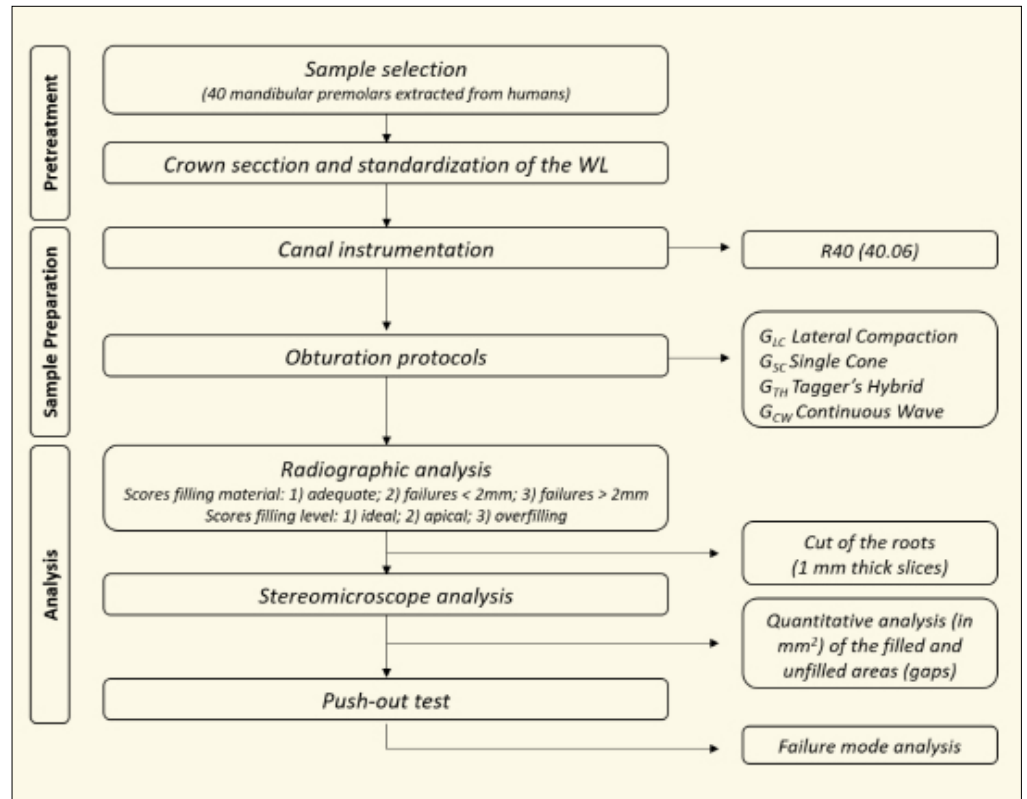 Pretreatment
Sample selection
(40 mandibular premolars extracted from humans)
Crown secction and standardization of the WL
Sample Preparation
Canal instrumentation
R40 (40.06)
Obturation protocols
G_LC Lateral Compaction
G_SC Single Cone
G_TH Tagger's Hybrid
G_CW Continuous Wave
Analysis
Radiographic analysis
Scores filling material: 1) adequate; 2) failures < 2mm; 3) failures > 2mm
Scores filling level: 1) ideal; 2) apical; 3) overfilling
Cut of the roots
(1 mm thick slices)
Stereomicroscope analysis
Quantitative analysis (in
mm²) of the filled and
unfilled areas (gaps)
Push-out test
Failure mode analysis